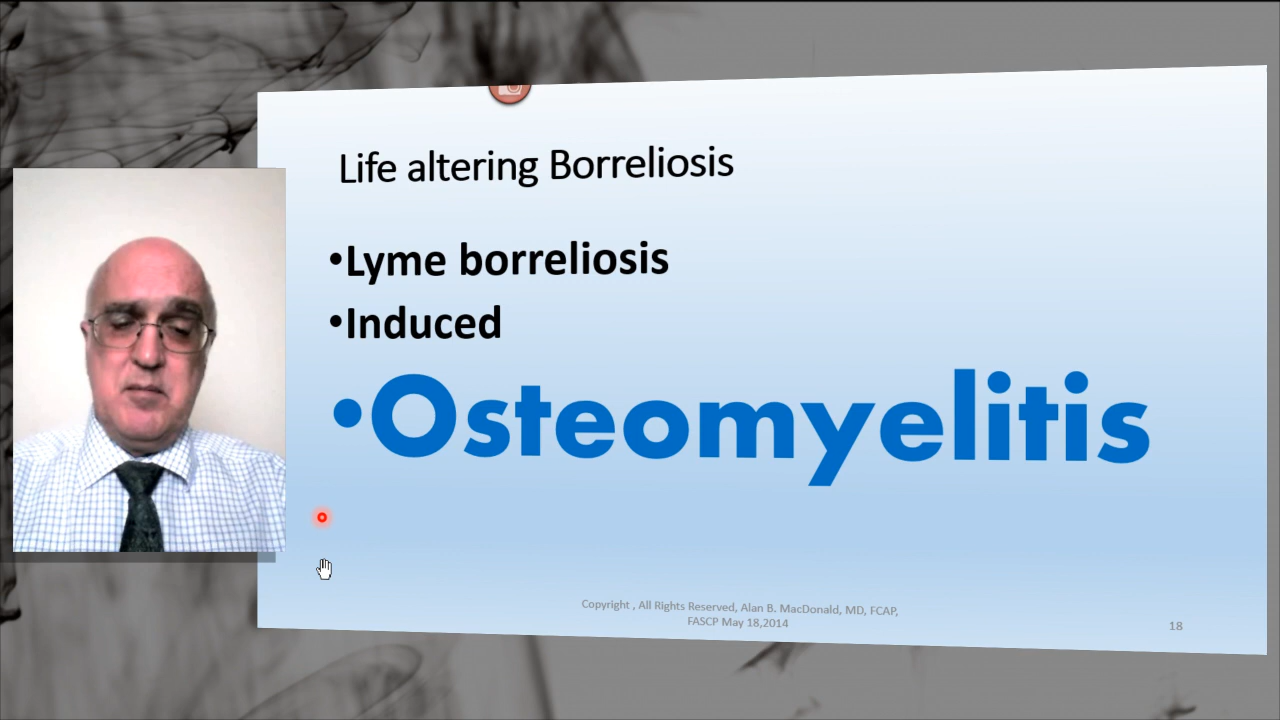 Life altering Borreliosis
•Lyme borreliosis
•Induced
•Osteomyelitis
Copyright , All Rights Reserved, Alan B. MacDonald, MD, FCAP,
FASCP May 18,2014
18